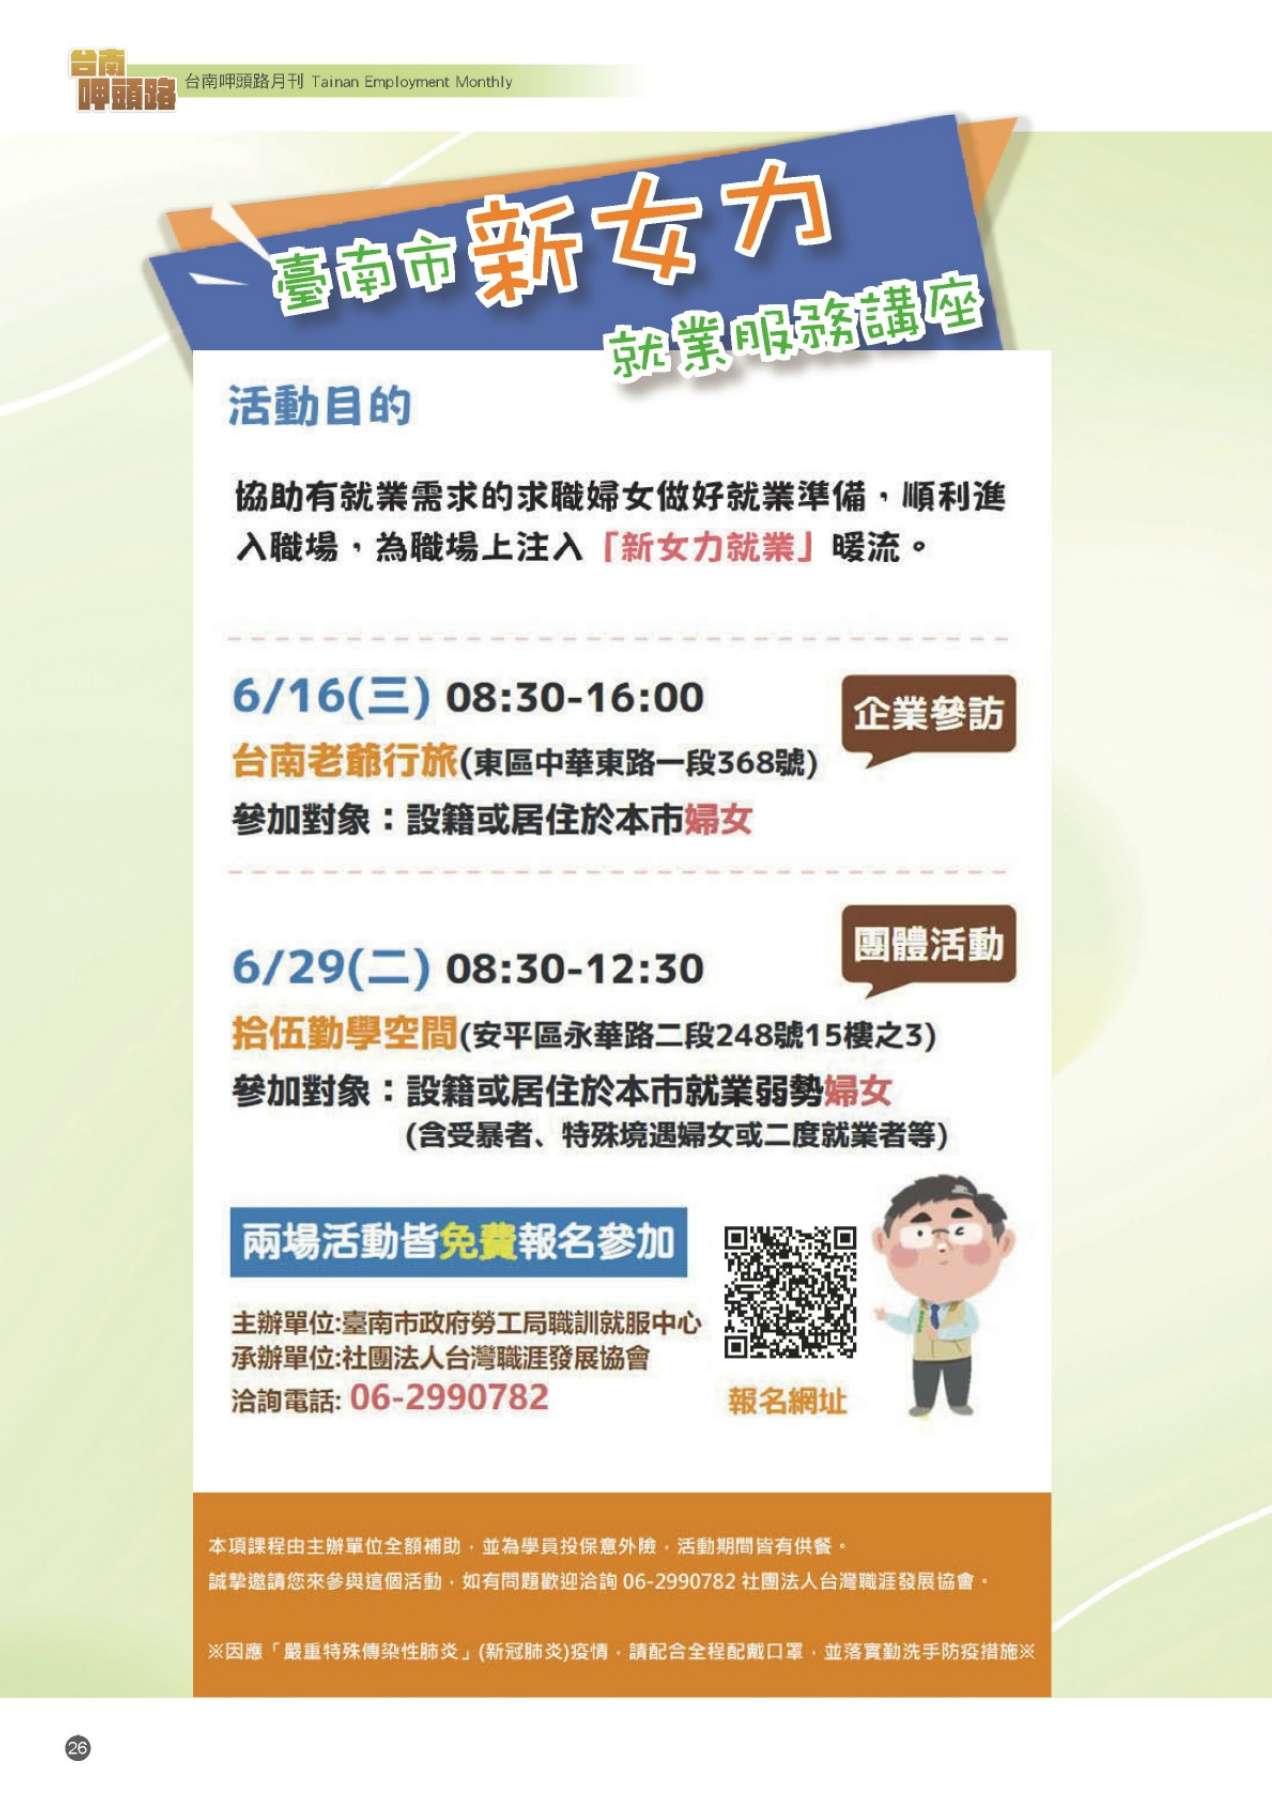 台南
呷頭路
台南呷頭路月刊 Tainan Employment Monthly
臺南市新女力
就業服務講座
活動目的
協助有就業需求的求職婦女做好就業準備，順利進
入職場，為職場上注入「新女力就業」暖流。
6/16(三) 08:30-16:00
企業參訪
台南老爺行旅(東區中華東路一段368號)
參加對象：設籍或居住於本市婦女
團體活動
6/29(二) 08:30-12:30
拾伍勤學空間(安平區永華路二段248號15樓之3)
參加對象：設籍或居住於本市就業弱勢婦女
(含受暴者、特殊境遇婦女或二度就業者等)
兩場活動皆免費報名參加
主辦單位:臺南市政府勞工局職訓就服中心
承辦單位:社團法人台灣職涯發展協會
洽詢電話: 06-2990782
報名網址
本項課程由主辦單位全額補助，並為學員投保意外險，活動期間皆有供餐。
誠摯邀請您來參與這個活動，如有問題歡迎洽詢 06-2990782 社團法人台灣職涯發展協會。
※因應「嚴重特殊傳染性肺炎」(新冠肺炎)疫情，請配合全程配戴口罩，並落實勤洗手防疫措施※
26